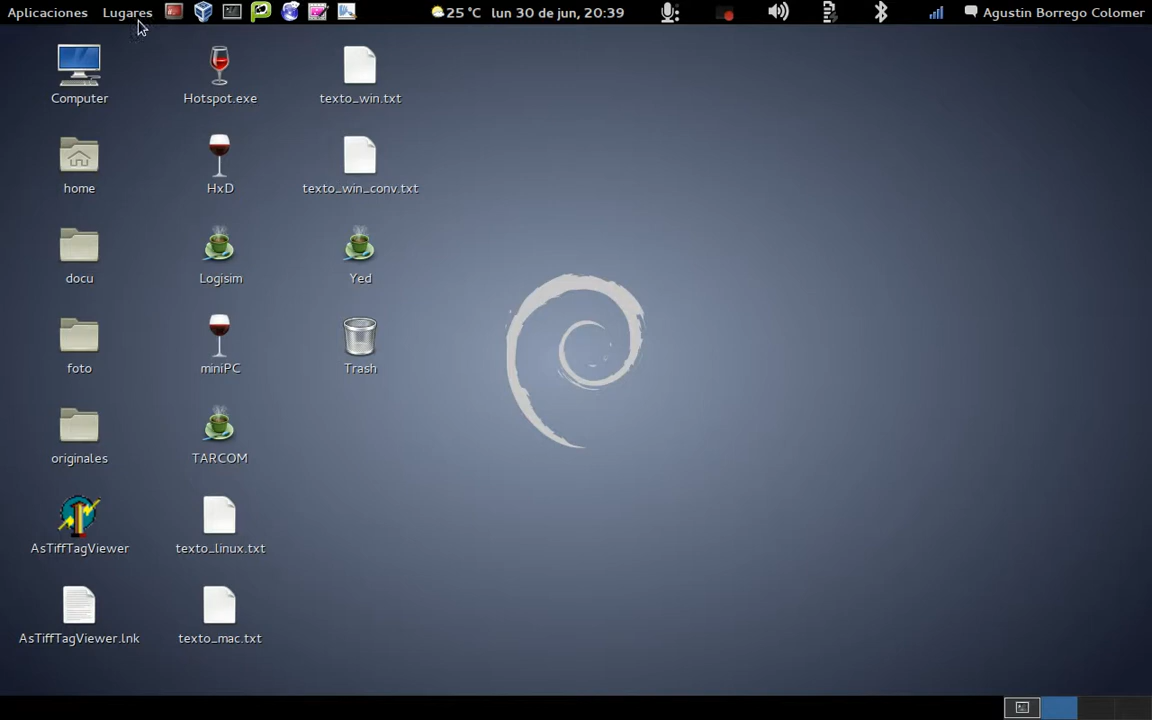 Aplicaciones Lugares 25 °C lun 30 de jun, 20:39 Agustin Borrego Colomer
Computer Hotspot.exe texto_win.txt
home HxD texto_win_conv.txt
docu Logisim Yed
foto miniPC Trash
originales TARCOM
AsTiffTagViewer texto_linux.txt
AsTiffTagViewer.lnk texto_mac.txt